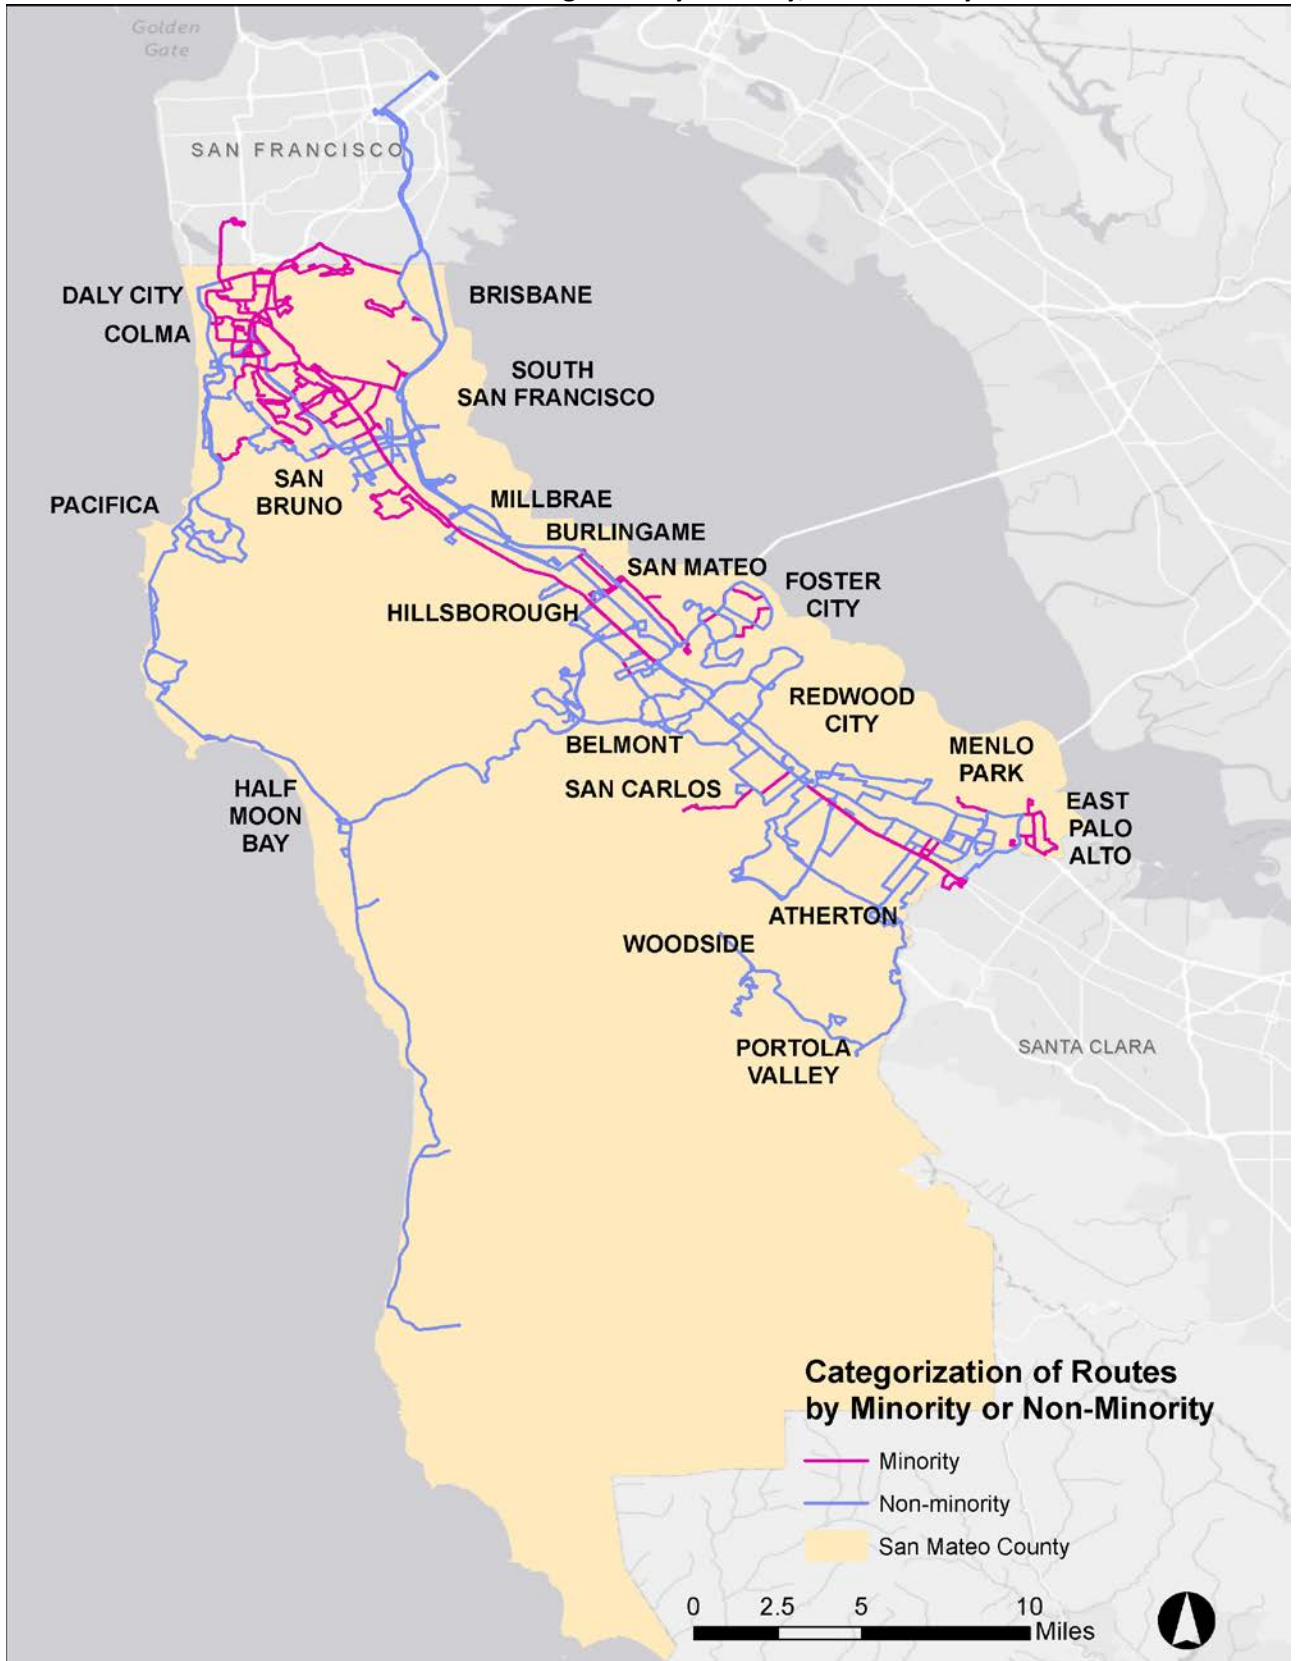 Golden
Gate
SAN FRANCISCO
DALY CITY
COLMA
BRISBANE
SOUTH
SAN FRANCISCO
SAN
BRUNO
PACIFICA
MILLBRAE
BURLINGAME
SAN MATEO
FOSTER
CITY
HILLSBOROUGH
REDWOOD
CITY
BELMONT
MENLO
PARK
SAN CARLOS
HALF
MOON
BAY
EAST
PALO
ALTO
ATHERTON
WOODSIDE
PORTOLA
VALLEY
SANTA CLARA
Categorization of Routes
by Minority or Non-Minority
Minority
Non-minority
San Mateo County
0 2.5 5 10
Miles